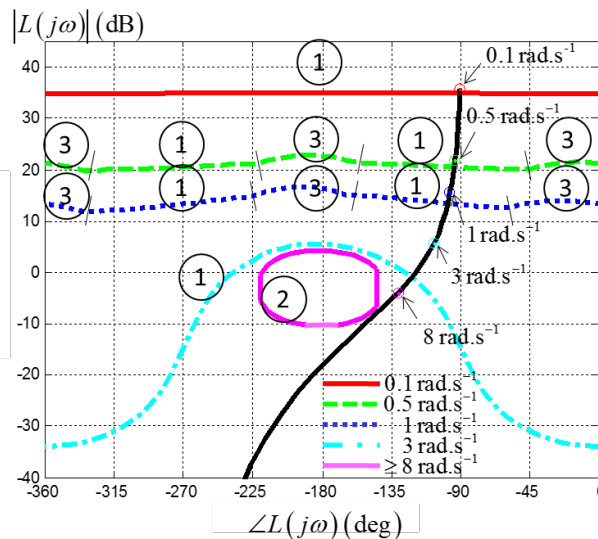 |L(jω)| (dB)
1
0.1 rad.s⁻¹
40
30
3
1
3
1
0.5 rad.s⁻¹
3
20
3
1
3
1
3
10
1 rad.s⁻¹
1
3 rad.s⁻¹
0
2
-10
8 rad.s⁻¹
-20
0.1 rad.s⁻¹
0.5 rad.s⁻¹
-30
1 rad.s⁻¹
3 rad.s⁻¹
≥ 8 rad.s⁻¹
-40
-360 -315 -270 -225 -180 -135 -90 -45 0
∠L(jω) (deg)